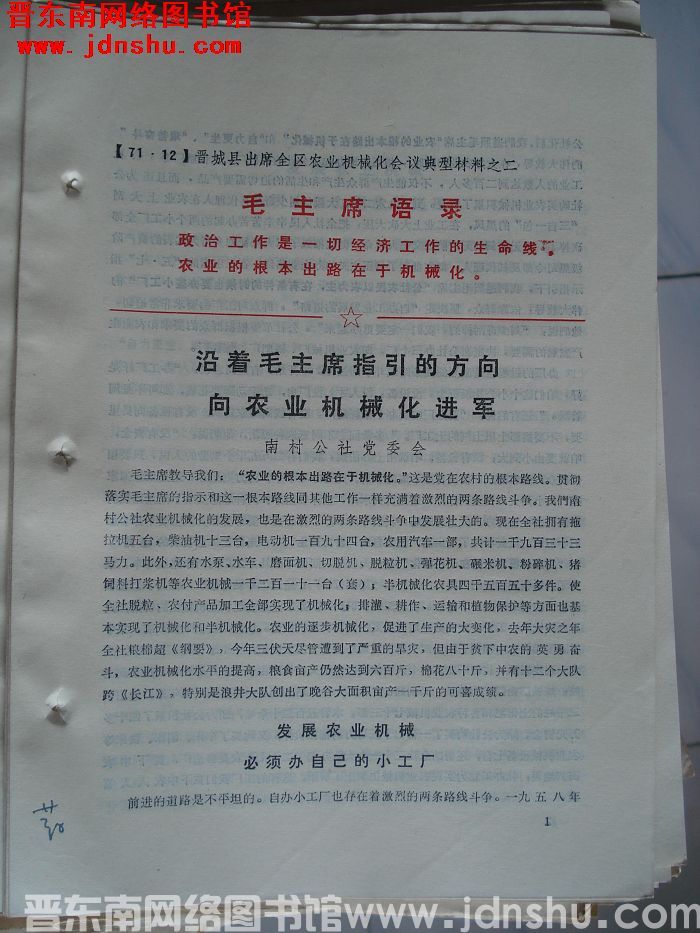 晋东南网络图书馆
www.jdnshu.com
【71·12】晋城县出席全区农业机械化会议典型材料之二
毛主席语录
政治工作是一切经济工作的生命线。
农业的根本出路在于机械化。
沿着毛主席指引的方向
向农业机械化进军
南村公社党委会
毛主席教导我们：“农业的根本出路在于机械化。”这是党在农村的根本路线。贯彻
落实毛主席的指示和这一根本路线同其他工作一样充满着激烈的两条路线斗争。我们南
村公社农业机械化的发展，也是在激烈的两条路线斗争中发展壮大的。现在全社拥有拖
拉机五台，柴油机十三台，电动机一百九十四台，农用汽车一部，共计一千九百三十三
马力。此外，还有水泵、水车、磨面机、切脱机、脱粒机、弹花机、碾米机、粉碎机、猪
饲料打浆机等农业机械一千二百一十一台（套）；半机械化农具四千五百五十多件。使
全社脱粒、农付产品加工全部实现了机械化；排灌、耕作、运输和植物保护等方面也基
本实现了机械化和半机械化。农业的逐步机械化，促进了生产的大变化，去年大灾之年
全社粮棉超《纲要》，今年三伏天尽管遭到了严重的旱灾，但由于贫下中农的英勇奋
斗，农业机械化水平的提高，粮食亩产仍然达到六百斤，棉花八十斤，并有十二个大队
跨《长江》，特别是浪井大队创出了晚谷大面积亩产一千斤的可喜成绩。
发展农业机械
必须办自己的小工厂
前进的道路是不平坦的。自办小工厂也存在着激烈的两条路线斗争。一九五八年
1
晋东南网络图书馆 www.jdnshu.com